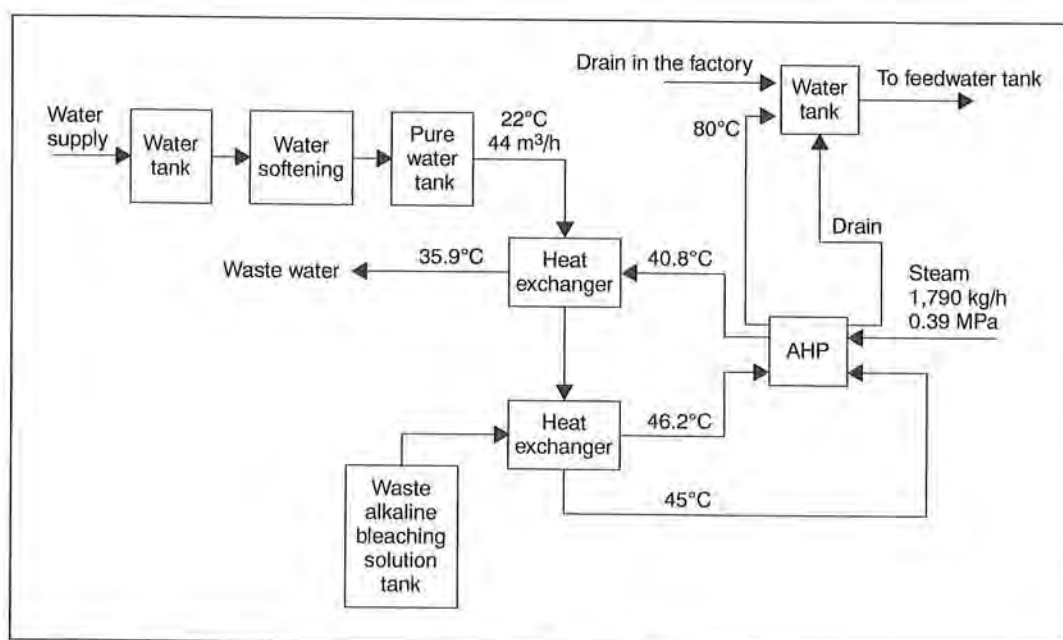 Drain in the factory
Water
tank
To feedwater tank
80°C
Water
supply
Water
tank
Water
softening
Pure
water
tank
22°C
44 m³/h
Drain
Waste water
35.9°C
Heat
exchanger
40.8°C
Steam
1,790 kg/h
0.39 MPa
AHP
Heat
exchanger
46.2°C
45°C
Waste
alkaline
bleaching
solution
tank